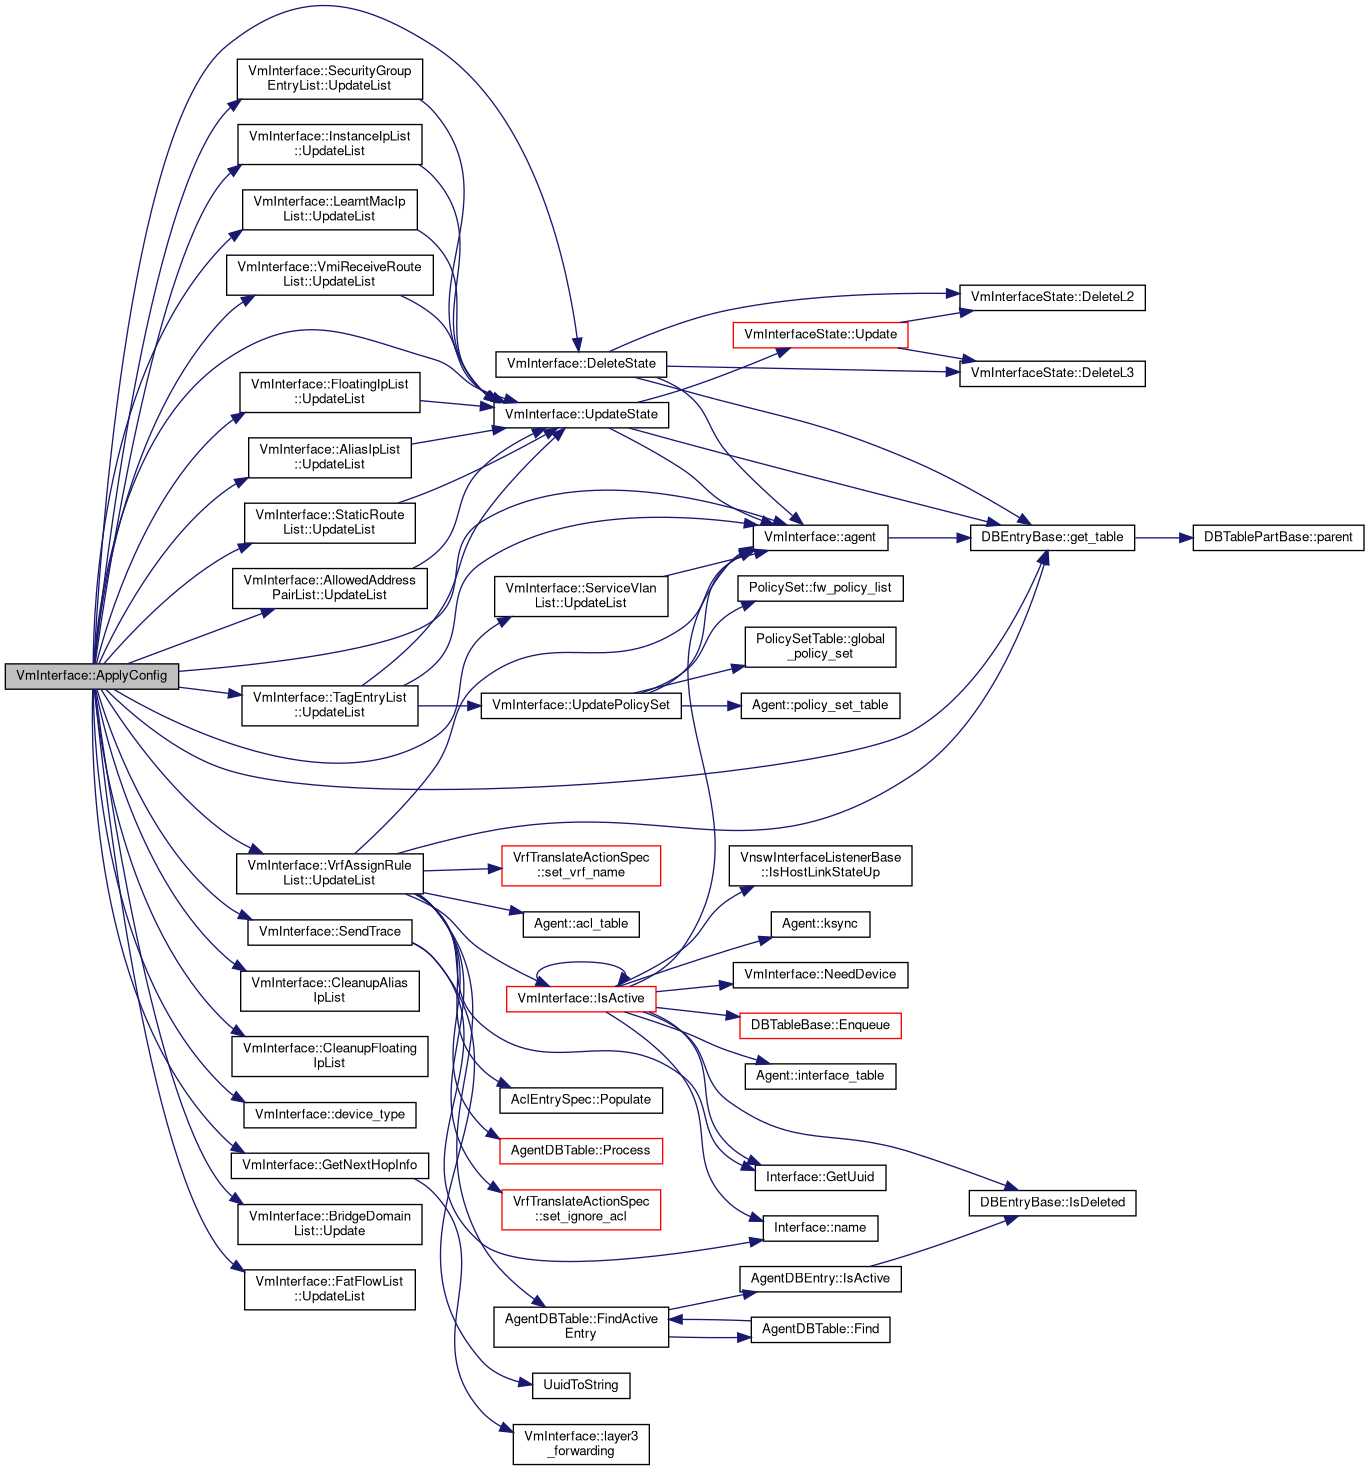 VmInterface::ApplyConfig
VmInterface::SecurityGroup
EntryList::UpdateList
VmInterface::InstanceIpList
::UpdateList
VmInterface::LearntMacIp
List::UpdateList
VmInterface::VmiReceiveRoute
List::UpdateList
VmInterface::FloatingIpList
::UpdateList
VmInterface::AliasIpList
::UpdateList
VmInterface::StaticRoute
List::UpdateList
VmInterface::AllowedAddress
PairList::UpdateList
VmInterface::TagEntryList
::UpdateList
VmInterface::VrfAssignRule
List::UpdateList
VmInterface::SendTrace
VmInterface::CleanupAlias
IpList
VmInterface::CleanupFloating
IpList
VmInterface::device_type
VmInterface::GetNextHopInfo
VmInterface::BridgeDomain
List::Update
VmInterface::FatFlowList
::UpdateList
VmInterface::DeleteState
VmInterface::UpdateState
VmInterface::ServiceVlan
List::UpdateList
VmInterface::UpdatePolicySet
VrfTranslateActionSpec
::set_vrf_name
Agent::acl_table
VmInterface::IsActive
AclEntrySpec::Populate
AgentDBTable::Process
VrfTranslateActionSpec
::set_ignore_acl
AgentDBTable::FindActive
Entry
UuidToString
VmInterface::layer3
_forwarding
VmInterfaceState::Update
VmInterface::agent
PolicySet::fw_policy_list
PolicySetTable::global
_policy_set
Agent::policy_set_table
VnswInterfaceListenerBase
::IsHostLinkStateUp
Agent::ksync
VmInterface::NeedDevice
DBTableBase::Enqueue
Agent::interface_table
Interface::GetUuid
Interface::name
AgentDBEntry::IsActive
AgentDBTable::Find
VmInterfaceState::DeleteL2
VmInterfaceState::DeleteL3
DBEntryBase::get_table
DBEntryBase::IsDeleted
DBTablePartBase::parent